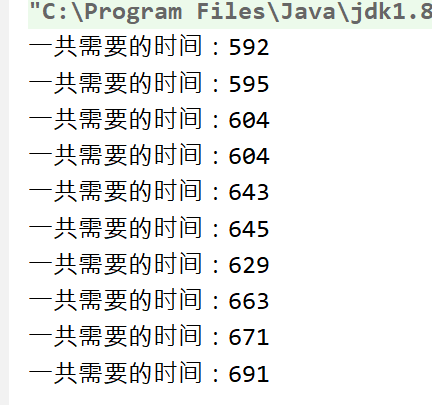 "C:\Program Files\Java\jdk1.8
一共需要的时间：592
一共需要的时间：595
一共需要的时间：604
一共需要的时间：604
一共需要的时间：643
一共需要的时间：645
一共需要的时间：629
一共需要的时间：663
一共需要的时间：671
一共需要的时间：691